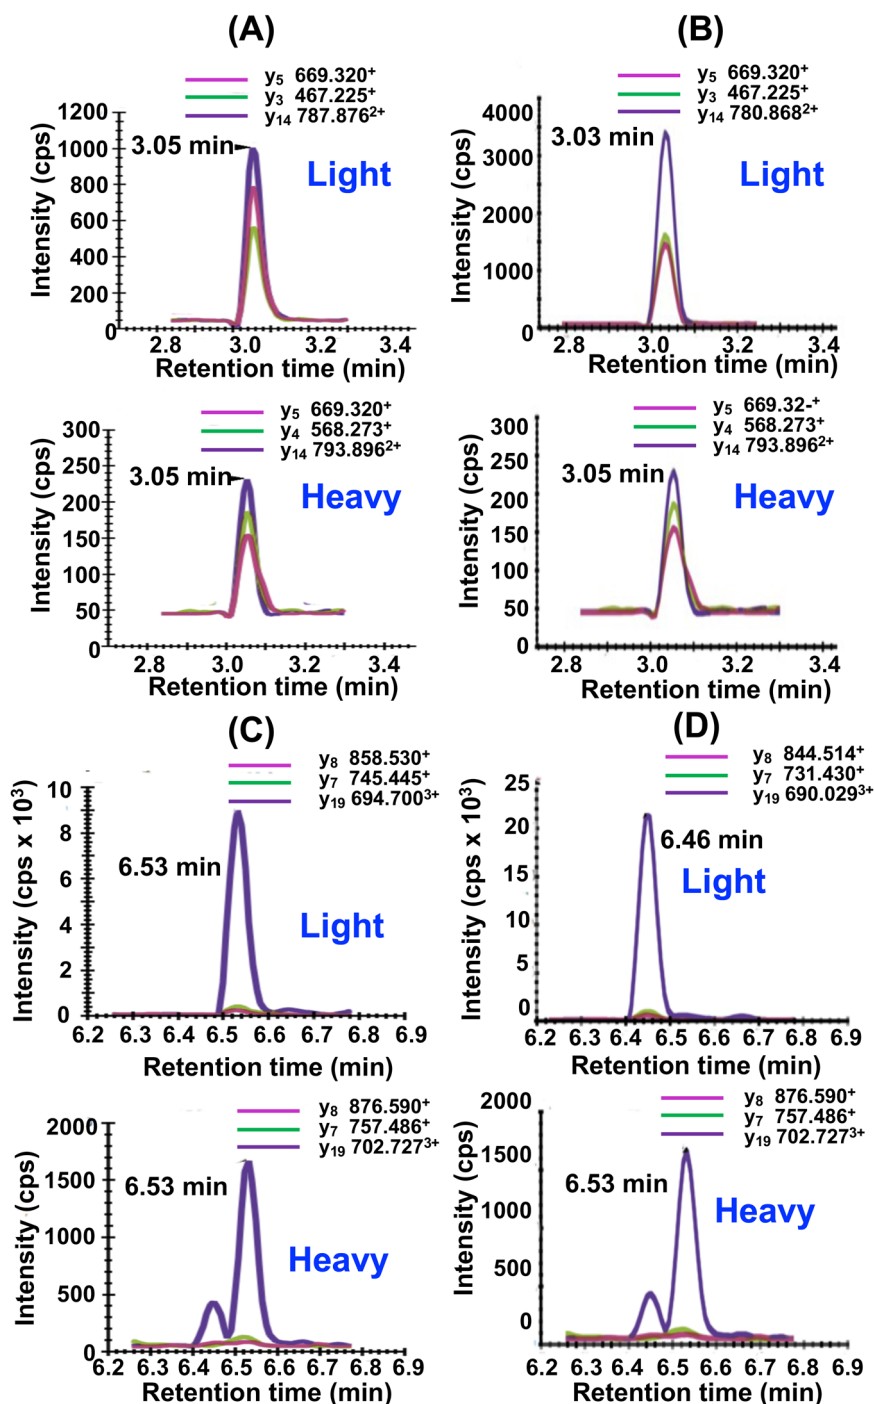 (A)
y5 669.320+
y3 467.225+
y14 787.8762+
1200
1000
800
600
400
200
0
3.05 min
Light
Intensity (cps)
2.8 3.0 3.2 3.4
Retention time (min)
(B)
y5 669.320+
y3 467.225+
y14 780.8682+
4000
3000
2000
1000
0
3.03 min
Light
Intensity (cps)
2.8 3.0 3.2 3.4
Retention time (min)
y5 669.320+
y4 568.273+
y14 793.8962+
300
250
200
150
100
50
0
3.05 min
Heavy
Intensity (cps)
2.8 3.0 3.2 3.4
Retention time (min)
y5 669.32-+
y4 568.273+
y14 793.8962+
300
250
200
150
100
50
0
3.05 min
Heavy
Intensity (cps)
2.8 3.0 3.2 3.4
Retention time (min)
(C)
y8 858.530+
y7 745.445+
y19 694.7003+
10
8
6
4
2
0
6.53 min
Light
Intensity (cps x 103)
6.2 6.3 6.4 6.5 6.6 6.7 6.8 6.9
Retention time (min)
(D)
y8 844.514+
y7 731.430+
y19 690.0293+
25
20
15
10
5
0
6.46 min
Light
Intensity (cps x 103)
6.2 6.3 6.4 6.5 6.6 6.7 6.8 6.9
Retention time (min)
y8 876.590+
y7 757.486+
y19 702.7273+
2000
1500
1000
500
0
6.53 min
Heavy
Intensity (cps)
6.2 6.3 6.4 6.5 6.6 6.7 6.8 6.9
Retention time (min)
y8 876.590+
y7 757.486+
y19 702.7273+
2000
1500
1000
500
0
6.53 min
Heavy
Intensity (cps)
6.2 6.3 6.4 6.5 6.6 6.7 6.8 6.9
Retention time (min)